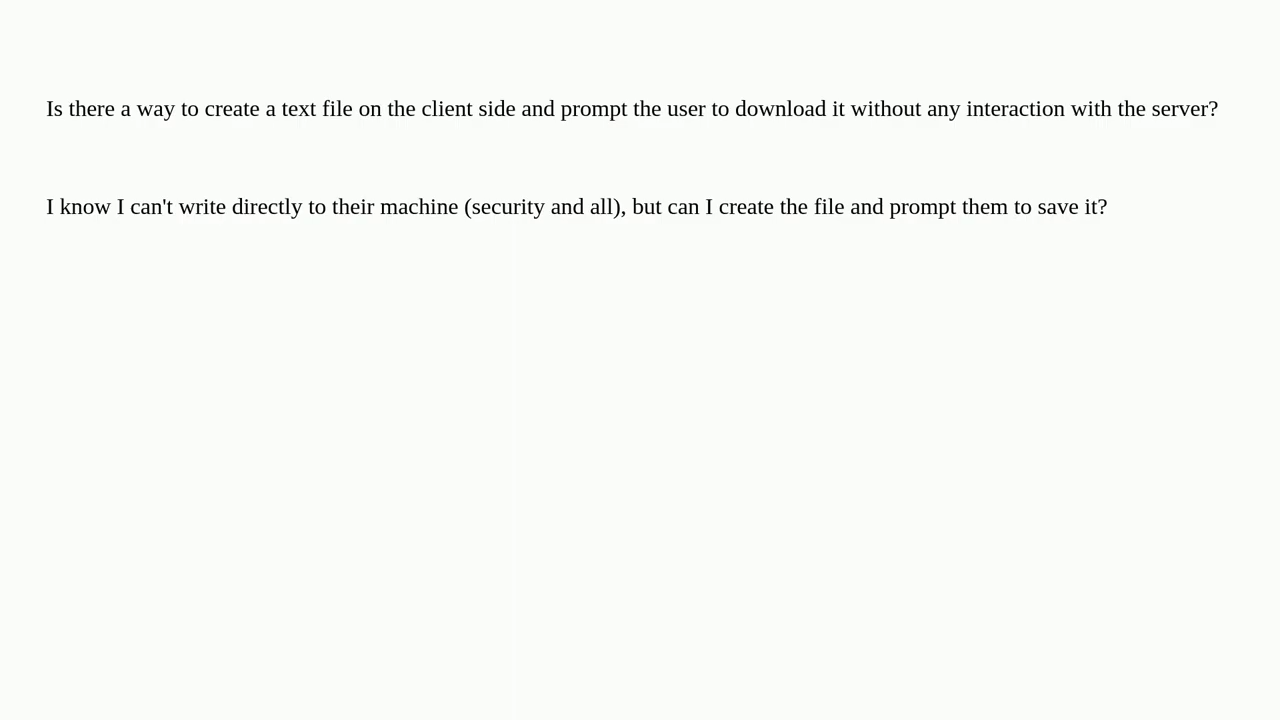 Is there a way to create a text file on the client side and prompt the user to download it without any interaction with the server?
I know I can't write directly to their machine (security and all), but can I create the file and prompt them to save it?